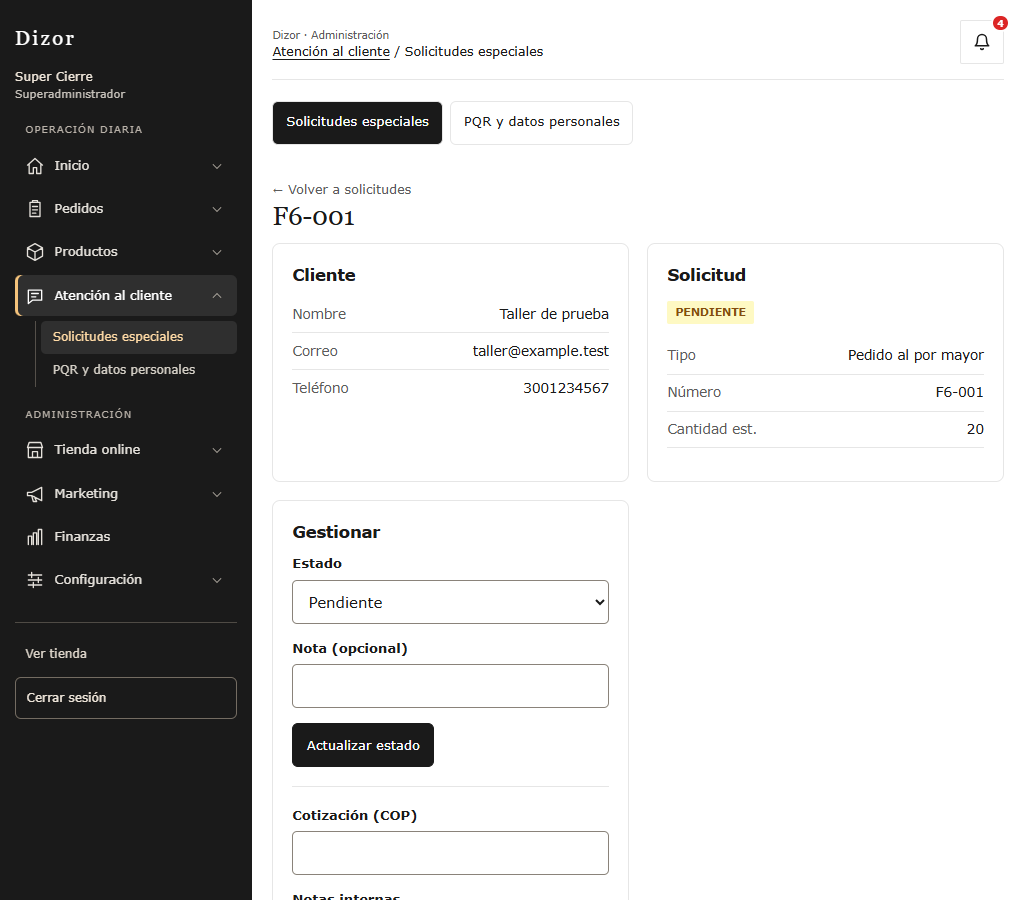 Dizor
Super Cierre
Superadministrador
OPERACIÓN DIARIA
Inicio
Pedidos
Productos
Atención al cliente
Solicitudes especiales
PQR y datos personales
ADMINISTRACIÓN
Tienda online
Marketing
Finanzas
Configuración
Ver tienda
Cerrar sesión
Dizor · Administración
Atención al cliente / Solicitudes especiales
4
Solicitudes especiales
PQR y datos personales
← Volver a solicitudes
F6-001
Cliente
Nombre Taller de prueba
Correo taller@example.test
Teléfono 3001234567
Solicitud
PENDIENTE
Tipo Pedido al por mayor
Número F6-001
Cantidad est. 20
Gestionar
Estado
Pendiente
Nota (opcional)
Actualizar estado
Cotización (COP)
Notas internas